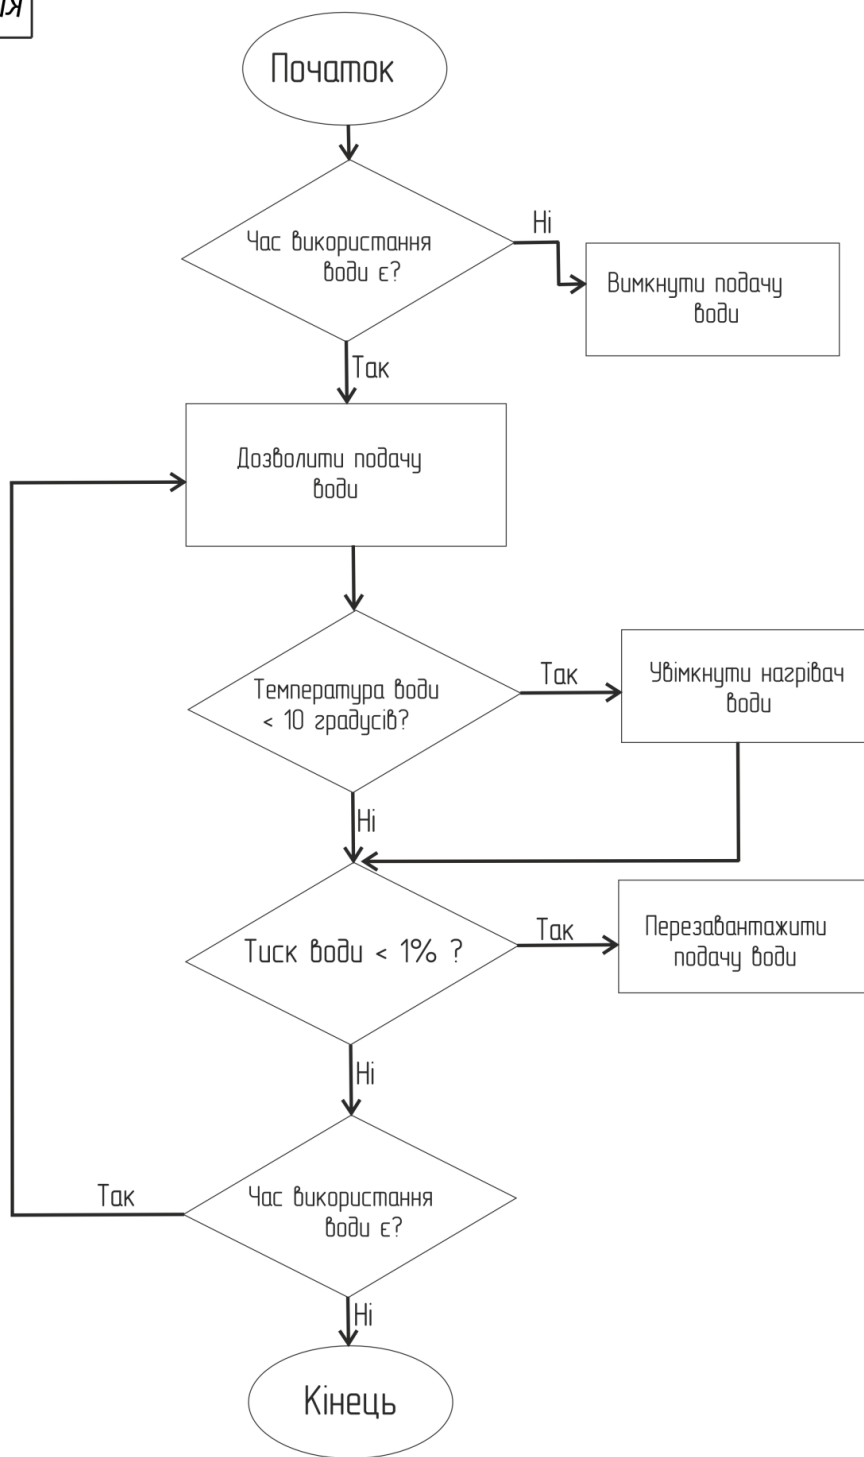 Початок
Час використання
води є?
Ні
Вимкнути подачу
води
Так
Дозволити подачу
води
Температура води
< 10 градусів?
Так
Увімкнути нагрівач
води
Ні
Тиск води < 1% ?
Так
Перезавантажити
подачу води
Ні
Час використання
води є?
Так
Ні
Кінець